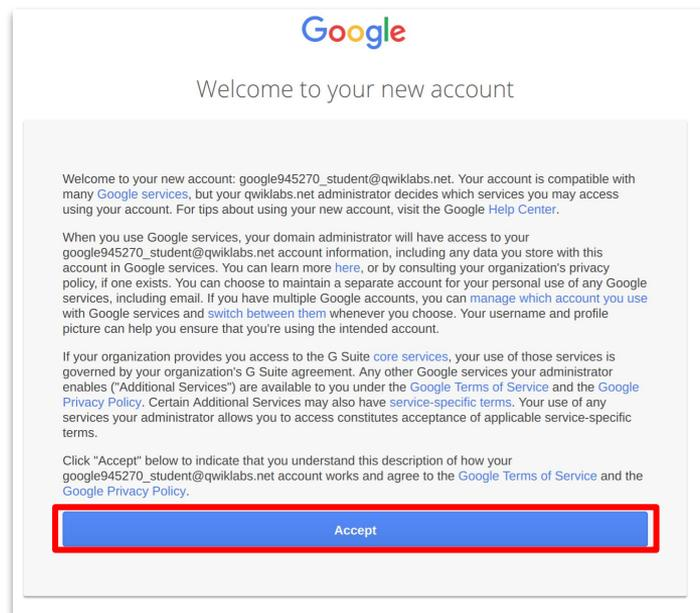 Google
Welcome to your new account
Welcome to your new account: google945270_student@qwiklabs.net. Your account is compatible with
many Google services, but your qwiklabs.net administrator decides which services you may access
using your account. For tips about using your new account, visit the Google Help Center.
When you use Google services, your domain administrator will have access to your
google945270_student@qwiklabs.net account information, including any data you store with this
account in Google services. You can learn more here, or by consulting your organization's privacy
policy, if one exists. You can choose to maintain a separate account for your personal use of any Google
services, including email. If you have multiple Google accounts, you can manage which account you use
with Google services and switch between them whenever you choose. Your username and profile
picture can help you ensure that you're using the intended account.
If your organization provides you access to the G Suite core services, your use of those services is
governed by your organization's G Suite agreement. Any other Google services your administrator
enables ("Additional Services") are available to you under the Google Terms of Service and the Google
Privacy Policy. Certain Additional Services may also have service-specific terms. Your use of any
services your administrator allows you to access constitutes acceptance of applicable service-specific
terms.
Click "Accept" below to indicate that you understand this description of how your
google945270_student@qwiklabs.net account works and agree to the Google Terms of Service and the
Google Privacy Policy.
Accept